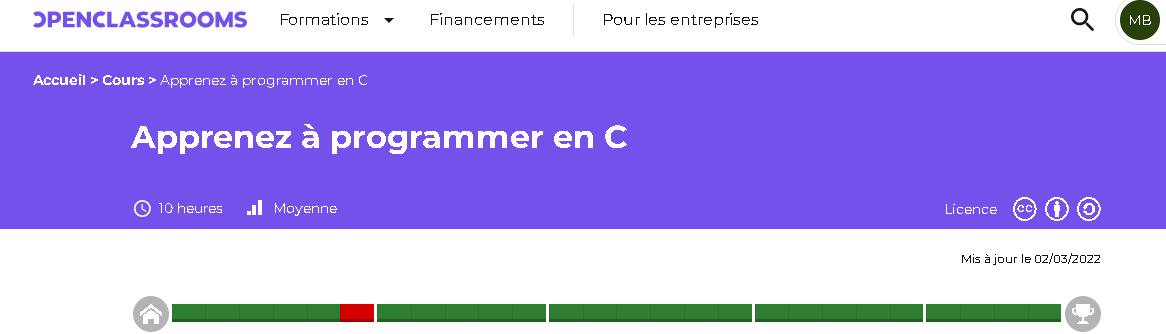 OPENCLASSROOMS Formations Financements Pour les entreprises MB
Accueil > Cours > Apprenez à programmer en C
Apprenez à programmer en C
10 heures Moyenne Licence cc
Mis à jour le 02/03/2022